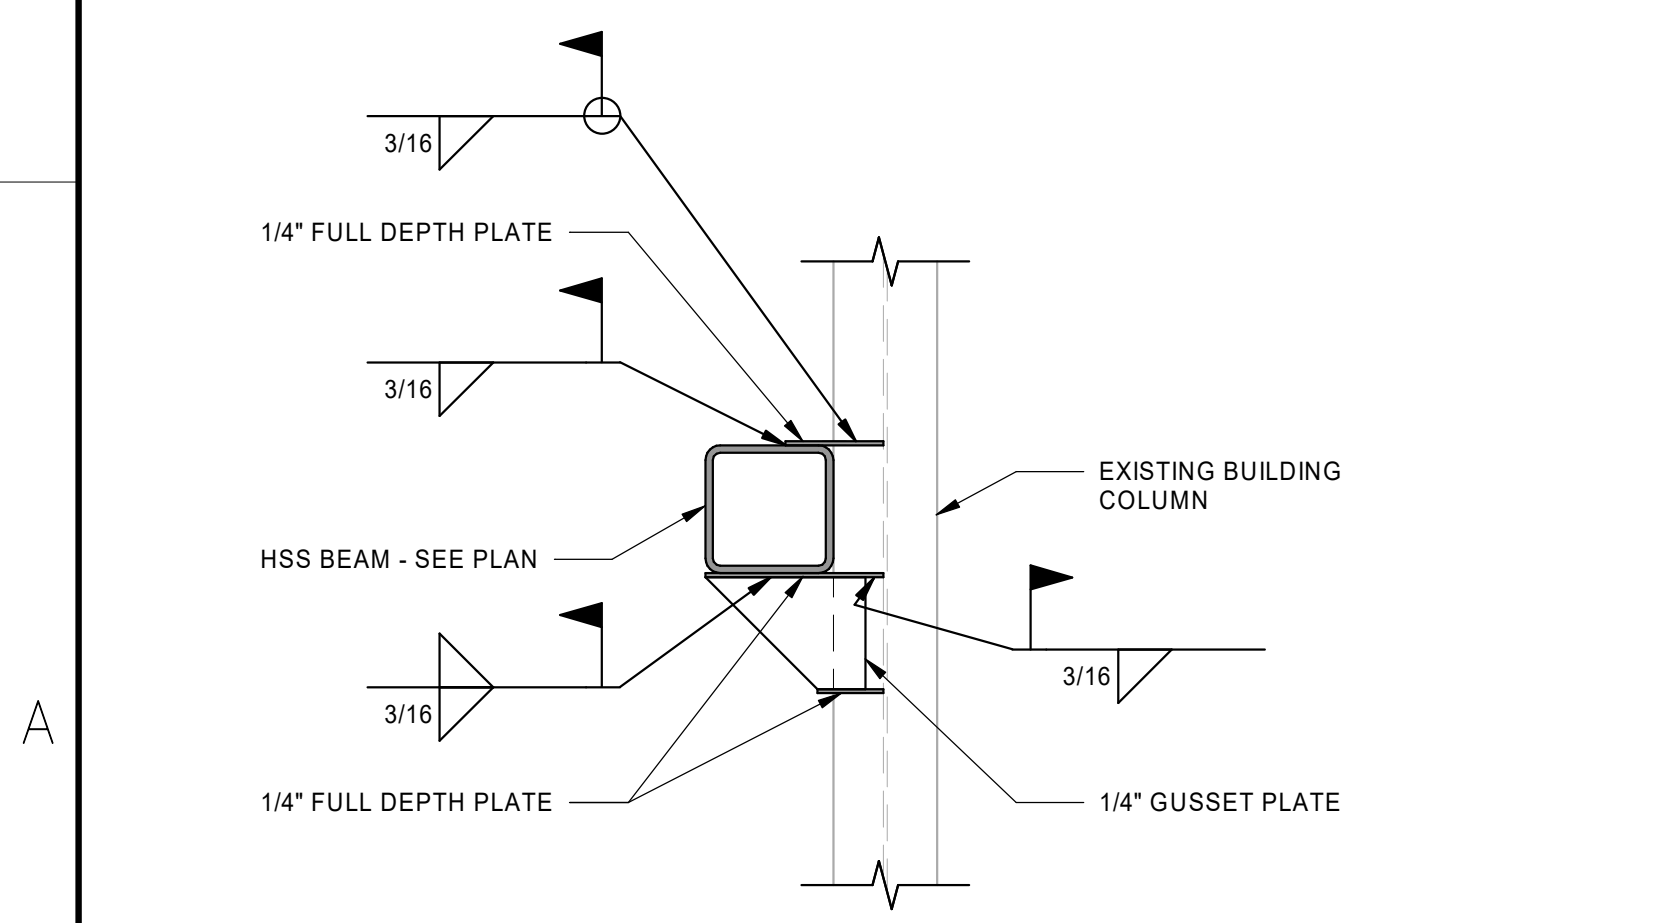 3/16
1/4" FULL DEPTH PLATE
3/16
EXISTING BUILDING
COLUMN
HSS BEAM - SEE PLAN
3/16
3/16
A
1/4" FULL DEPTH PLATE
1/4" GUSSET PLATE